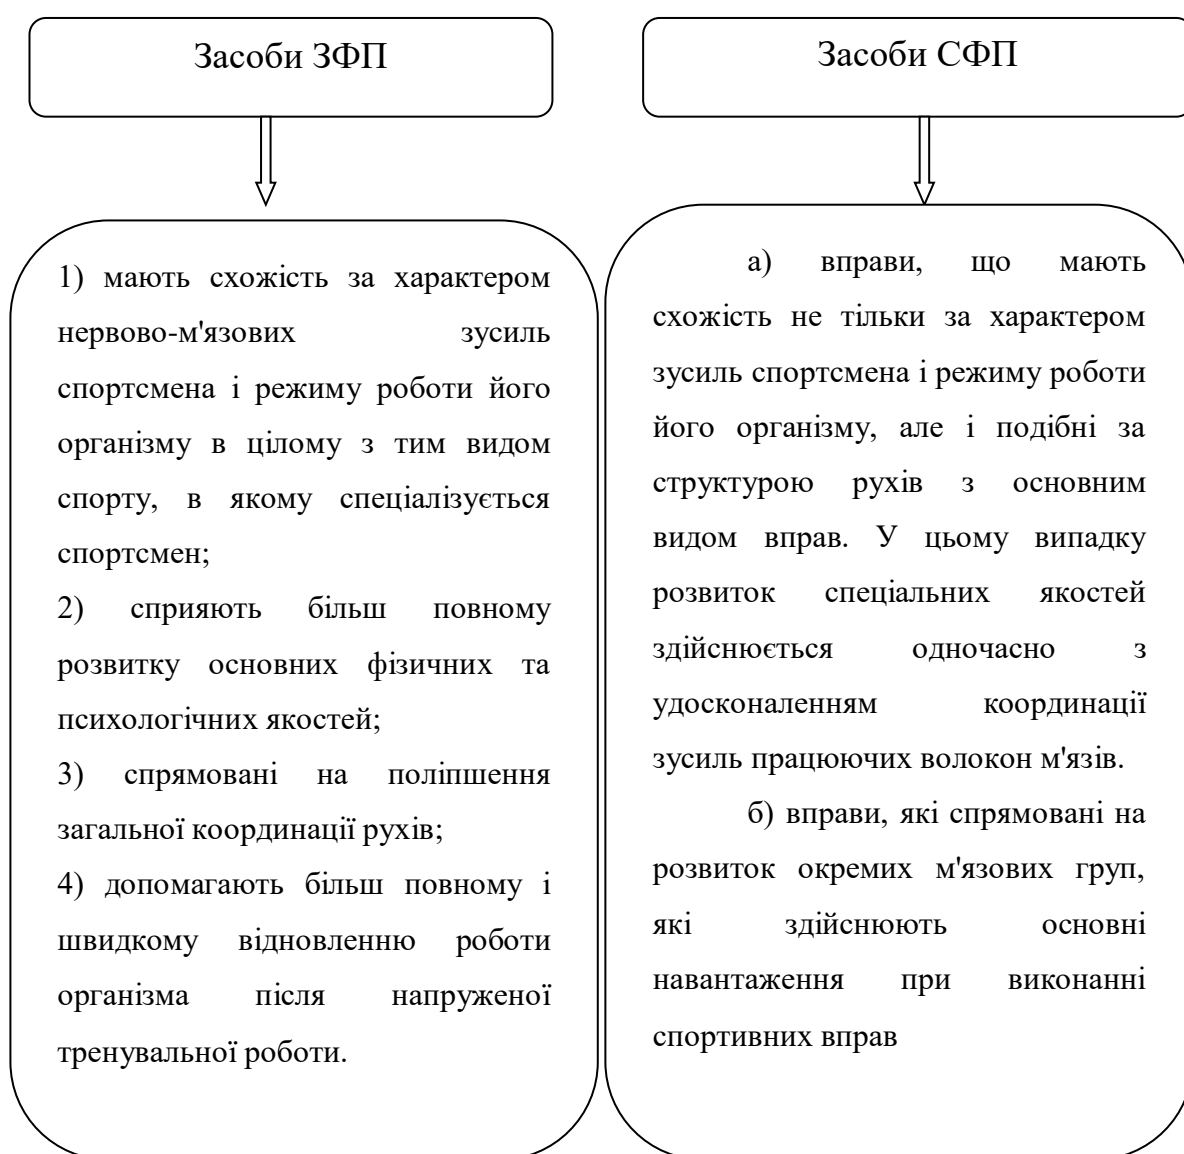 Засоби ЗФП
Засоби СФП
1) мають схожість за характером
нервово-м'язових зусиль
спортсмена і режиму роботи його
організму в цілому з тим видом
спорту, в якому спеціалізується
спортсмен;
2) сприяють більш повному
розвитку основних фізичних та
психологічних якостей;
3) спрямовані на поліпшення
загальної координації рухів;
4) допомагають більш повному і
швидкому відновленню роботи
організма після напруженої
тренувальної роботи.
а) вправи, що мають
схожість не тільки за характером
зусиль спортсмена і режиму роботи
його організму, але і подібні за
структурою рухів з основним
видом вправ. У цьому випадку
розвиток спеціальних якостей
здійснюється одночасно з
удосконаленням координації
зусиль працюючих волокон м'язів.
б) вправи, які спрямовані на
розвиток окремих м'язових груп,
які здійснюють основні
навантаження при виконанні
спортивних вправ